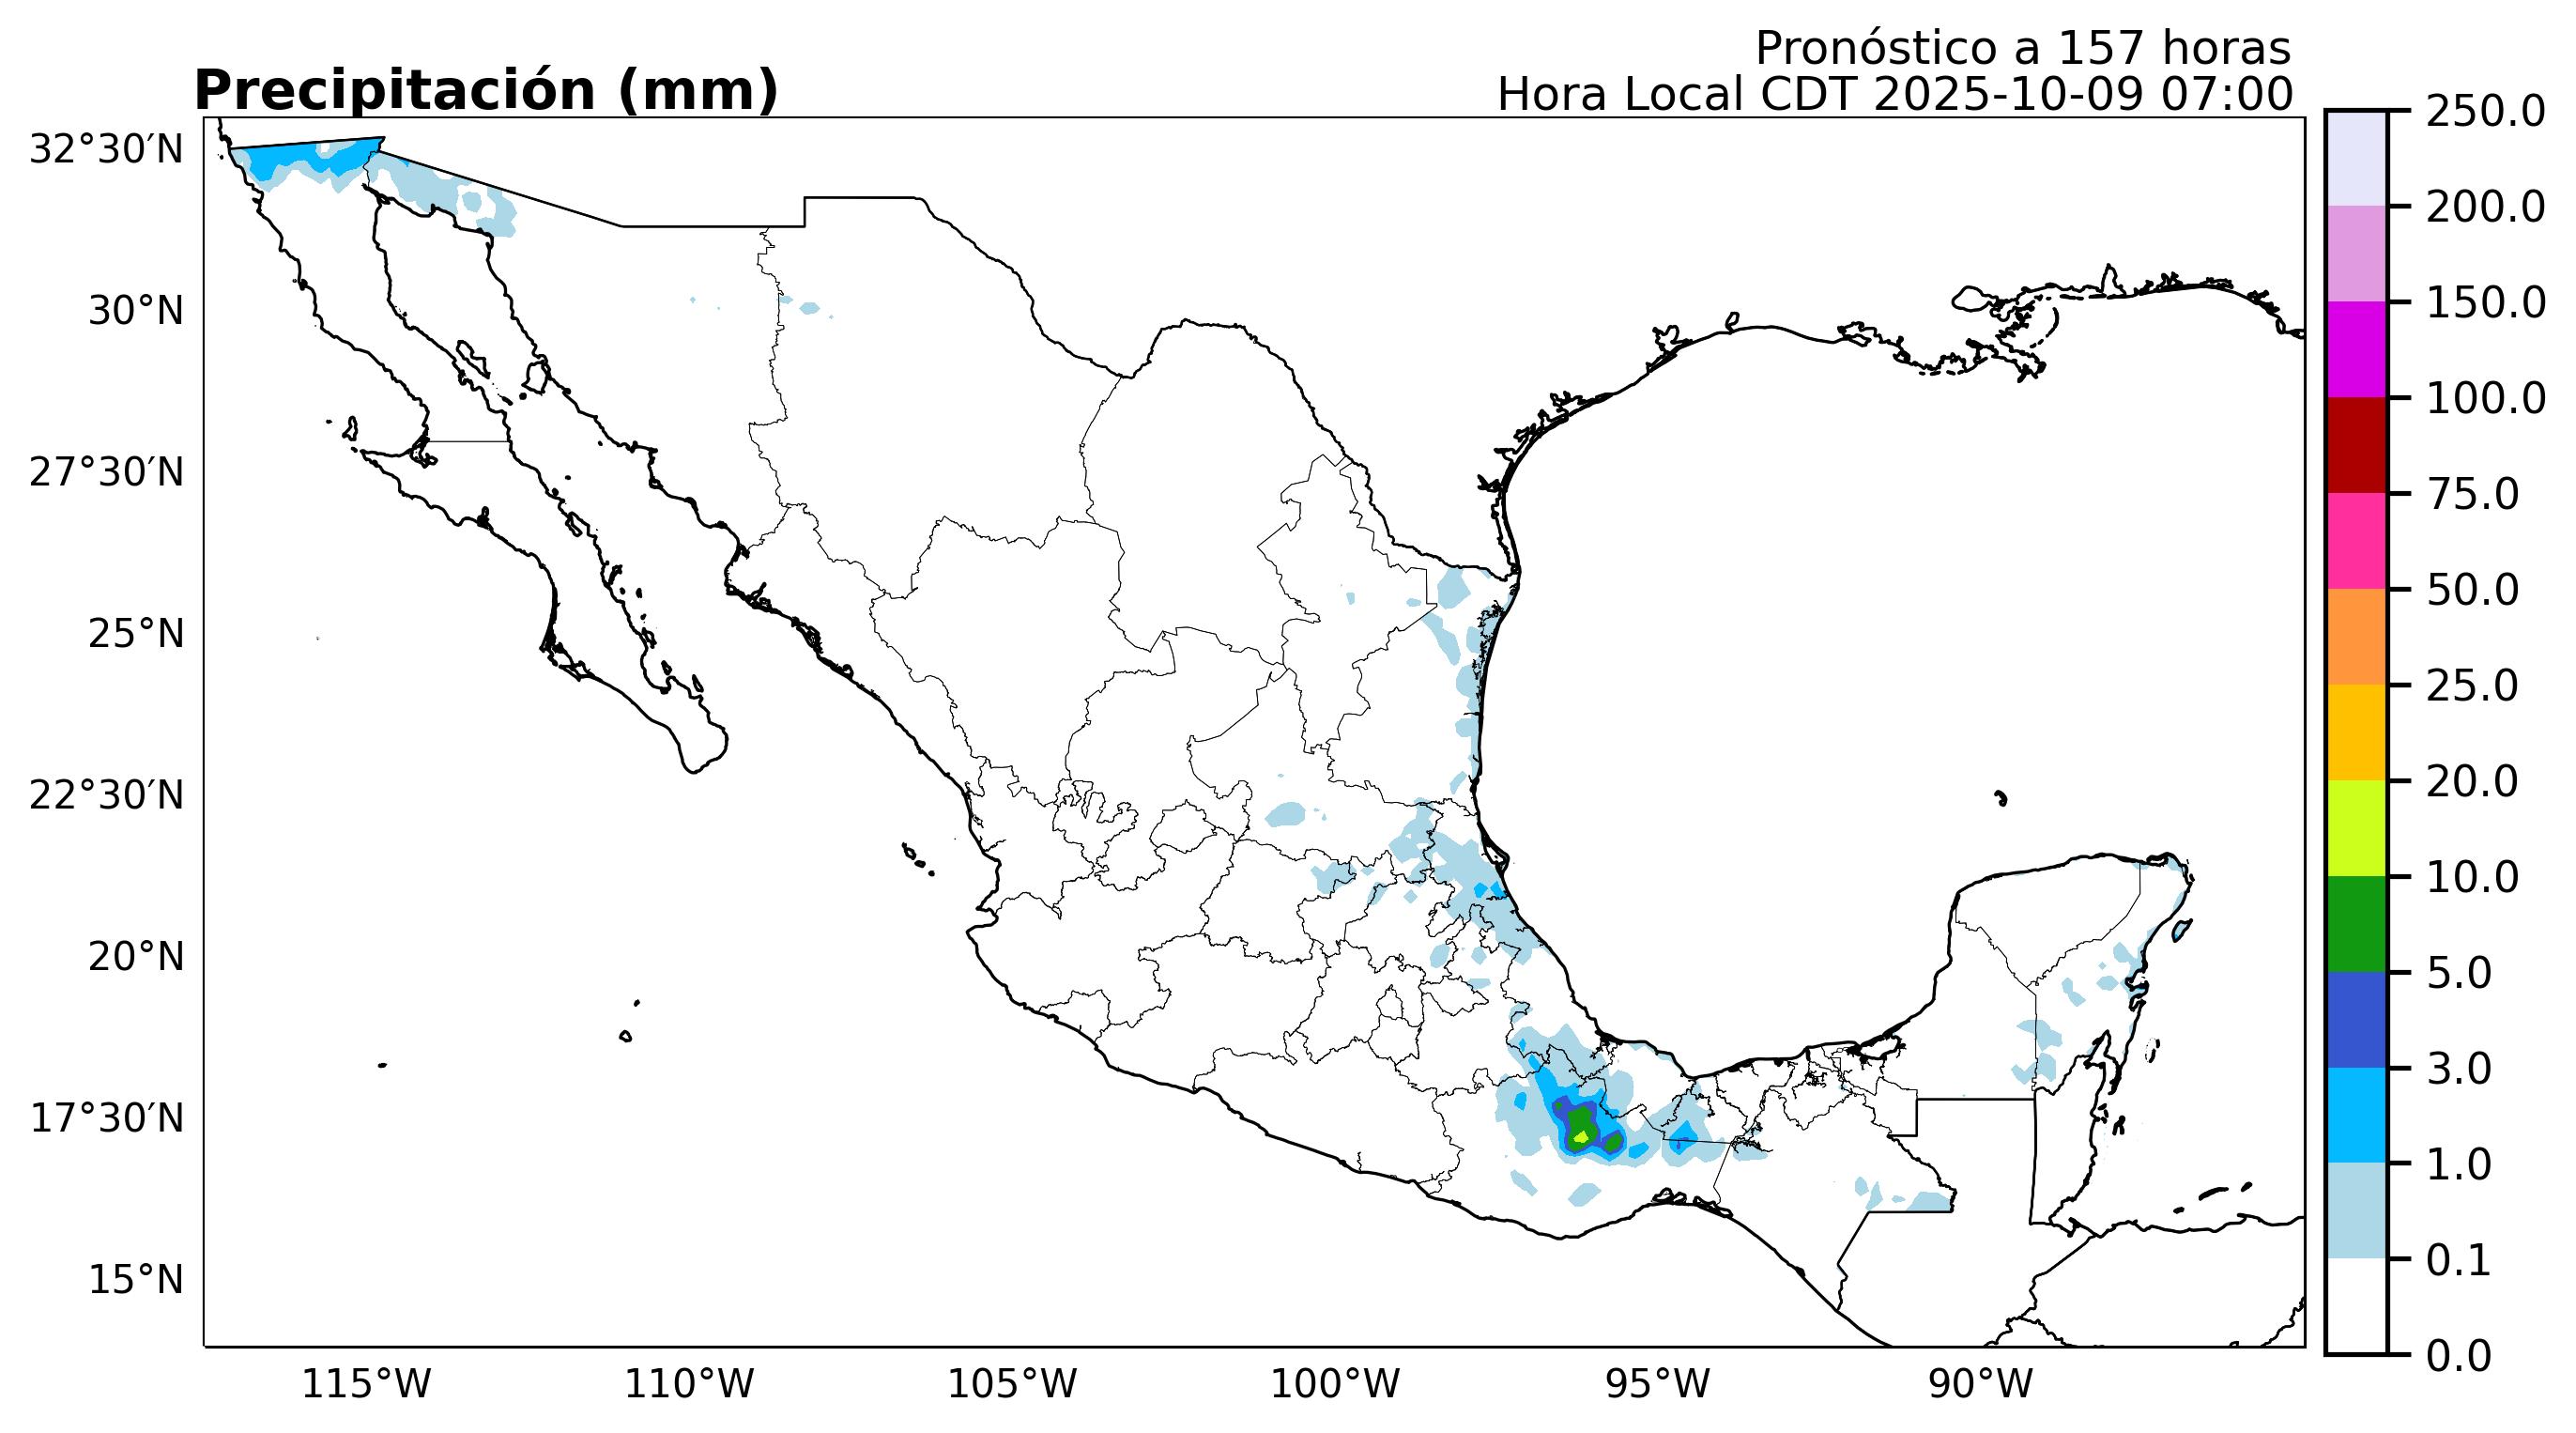 Pronóstico a 157 horas
Precipitación (mm)
Hora Local CDT 2025-10-09 07:00
32°30′N
30°N
27°30′N
25°N
22°30′N
20°N
17°30′N
15°N
115°W
110°W
105°W
100°W
95°W
90°W
250.0
200.0
150.0
100.0
75.0
50.0
25.0
20.0
10.0
5.0
3.0
1.0
0.1
0.0